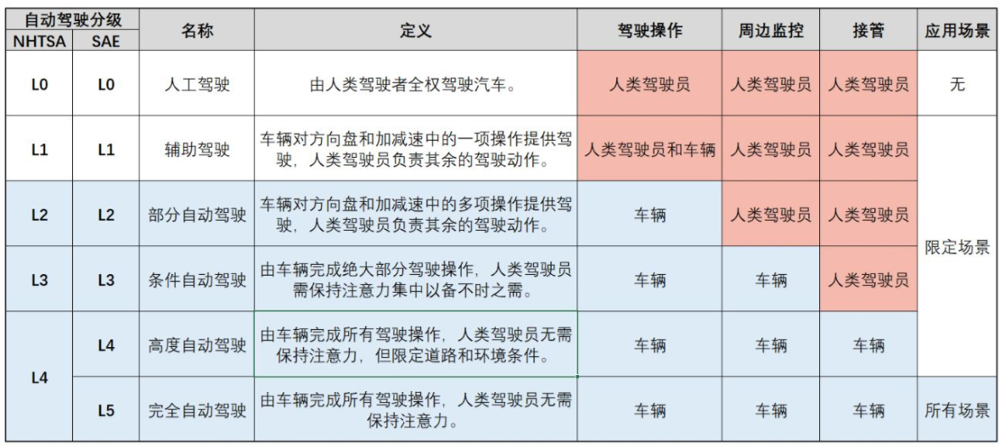 自动驾驶分级 名称 定义 驾驶操作 周边监控 接管 应用场景
NHTSA SAE
L0 L0 人工驾驶 由人类驾驶者全权驾驶汽车。 人类驾驶员 人类驾驶员 人类驾驶员 无
L1 L1 辅助驾驶 车辆对方向盘和加减速中的一项操作提供驾
驶，人类驾驶员负责其余的驾驶动作。 人类驾驶员和车辆 人类驾驶员 人类驾驶员 限定场景
L2 L2 部分自动驾驶 车辆对方向盘和加减速中的多项操作提供驾
驶，人类驾驶员负责其余的驾驶动作。 车辆 人类驾驶员 人类驾驶员
L3 L3 条件自动驾驶 由车辆完成绝大部分驾驶操作，人类驾驶员
需保持注意力集中以备不时之需。 车辆 车辆 人类驾驶员
L4 L4 高度自动驾驶 由车辆完成所有驾驶操作，人类驾驶员无需
保持注意力，但限定道路和环境条件。 车辆 车辆 车辆
L5 完全自动驾驶 由车辆完成所有驾驶操作，人类驾驶员无需
保持注意力。 车辆 车辆 车辆 所有场景